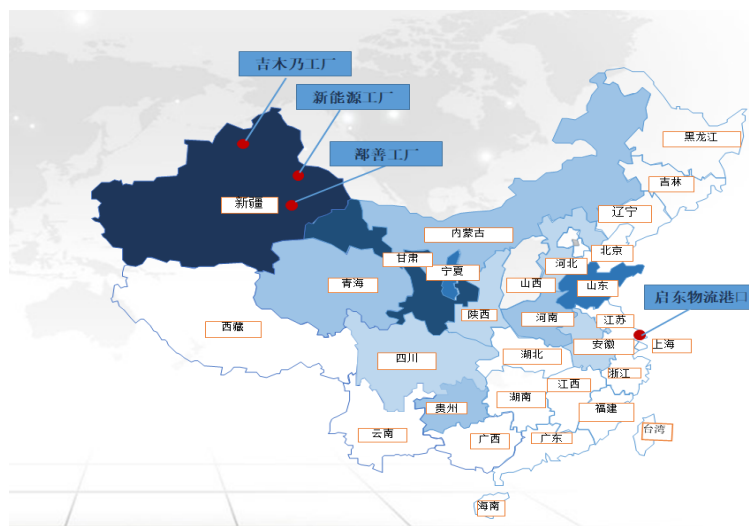 吉木乃工厂
新能源工厂
鄯善工厂
黑龙江
吉林
新疆
辽宁
内蒙古
北京
甘肃
河北
宁夏
青海
山西
山东
启东物流港口
陕西
河南
江苏
西藏
安徽
上海
四川
湖北
浙江
江西
湖南
贵州
福建
台湾
云南
广西
广东
海南